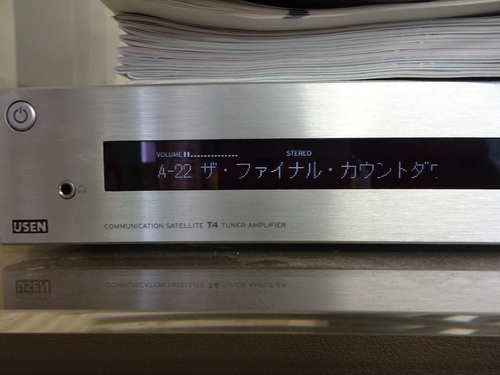 VOLUME
STEREO
A-22 ザ・ファイナル・カウントダウ
USEN
COMMUNICATION SATELLITE T4 TUNER AMPLIFIER